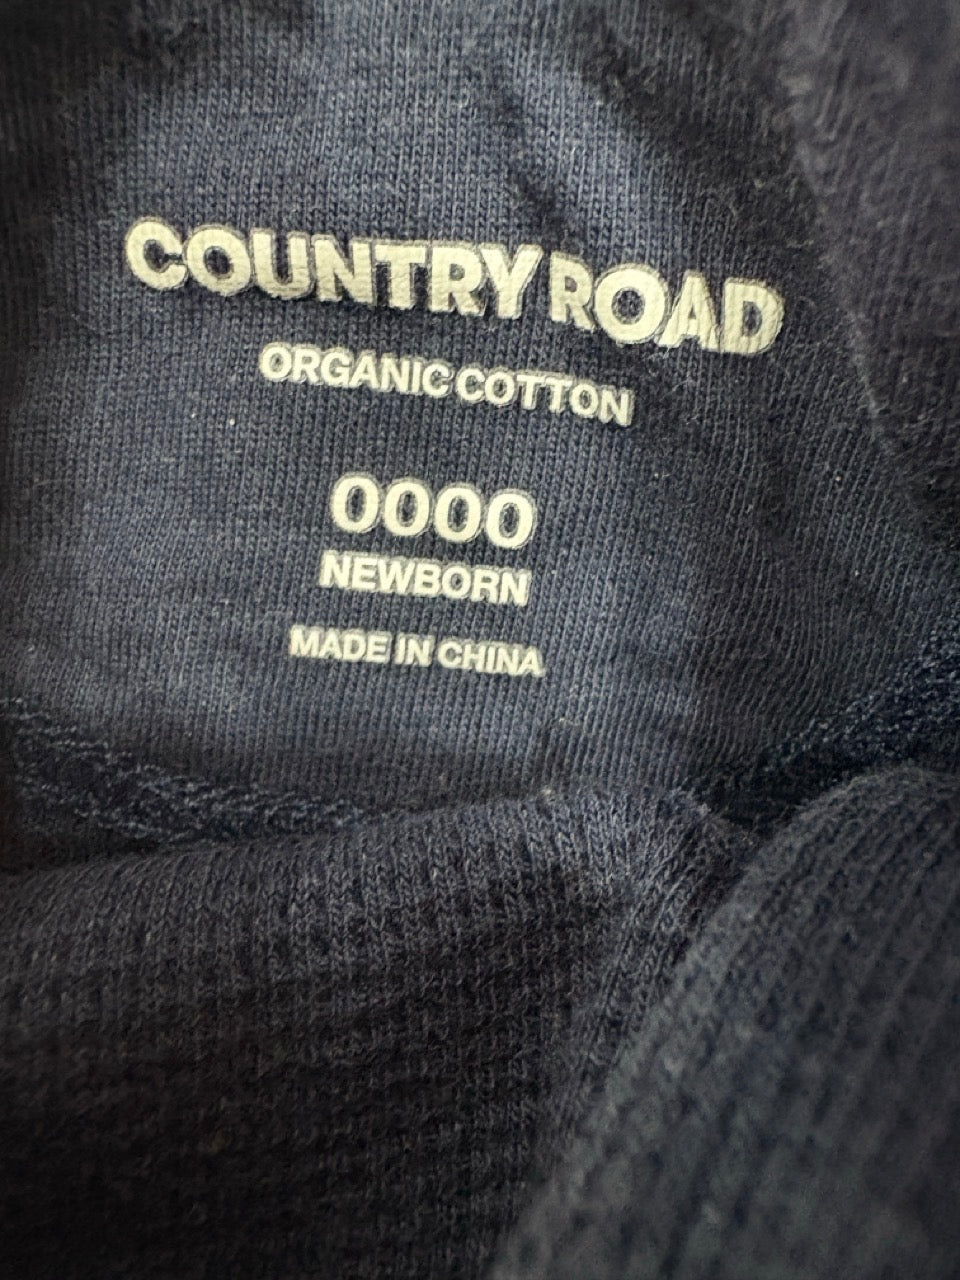 COUNTRY ROAD
ORGANIC COTTON
0000
NEWBORN
MADE IN CHINA